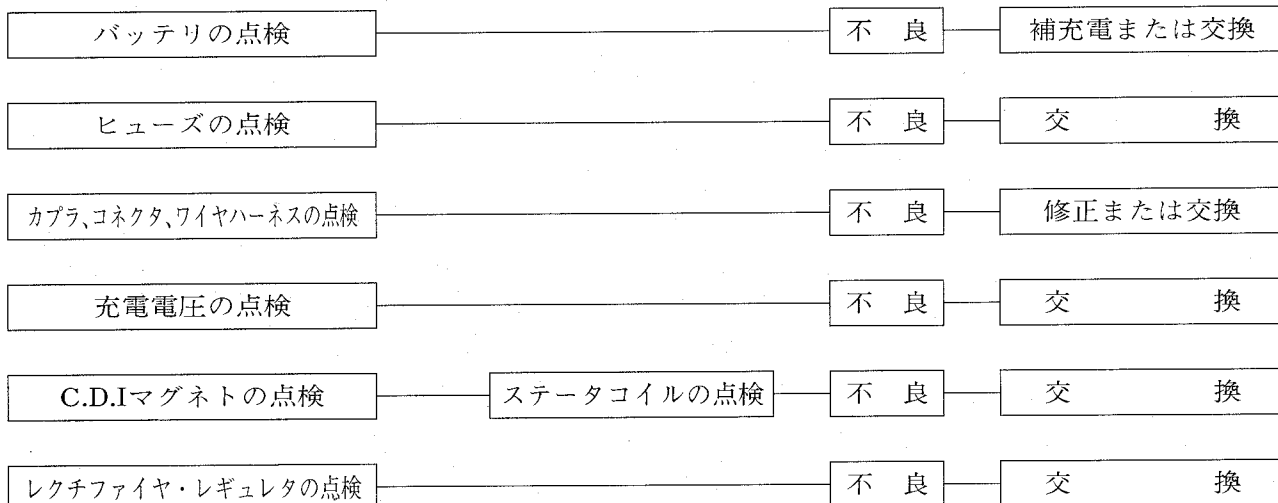 バッテリの点検 不 良 補充電または交換
ヒューズの点検 不 良 交 換
カプラ、コネクタ、ワイヤハーネスの点検 不 良 修正または交換
充電電圧の点検 不 良 交 換
C.D.Iマグネトの点検 ステータコイルの点検 不 良 交 換
レクチファイヤ・レギュレタの点検 不 良 交 換